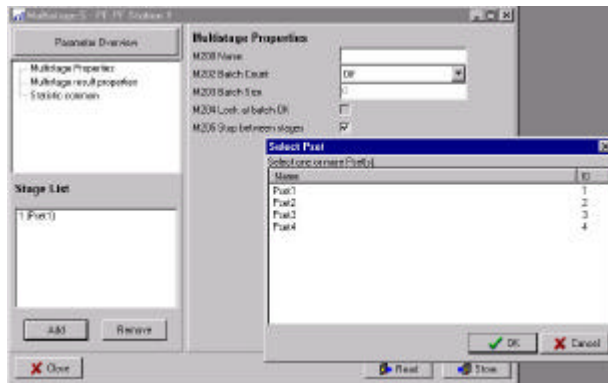 Multistage 5 - PF, PF Station 1
Parameter Overview
Multistage Properties
Multistage result properties
Statistic common
Stage List
1 (Pset1)
Add
Remove
Close
Multistage Properties
M200 Name
M202 Batch Count
Off
M203 Batch Size
0
M204 Lock at batch OK
M206 Stop between stages
Read
Store
Select Pset
Select one or more Pset(s).
Name
ID
Pset1
1
Pset2
2
Pset3
3
Pset4
4
OK
Cancel